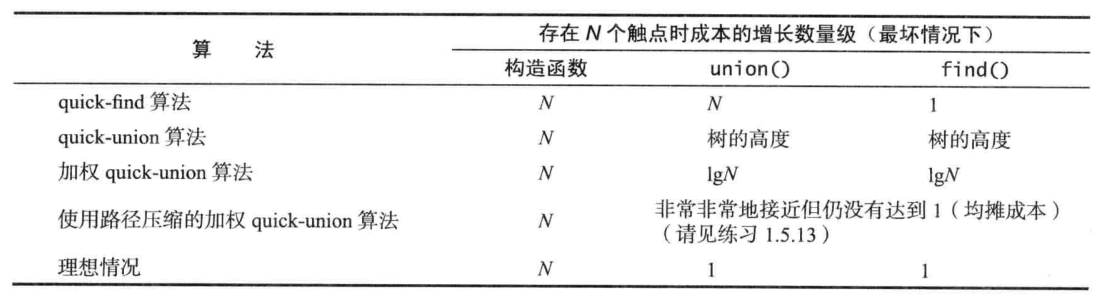 算 法 存在 N 个触点时成本的增长数量级（最坏情况下）
构造函数 union() find()
quick-find 算法 N N 1
quick-union 算法 N 树的高度 树的高度
加权 quick-union 算法 N lgN lgN
使用路径压缩的加权 quick-union 算法 N 非常非常地接近但仍没有达到 1（均摊成本）
（请见练习 1.5.13）
理想情况 N 1 1